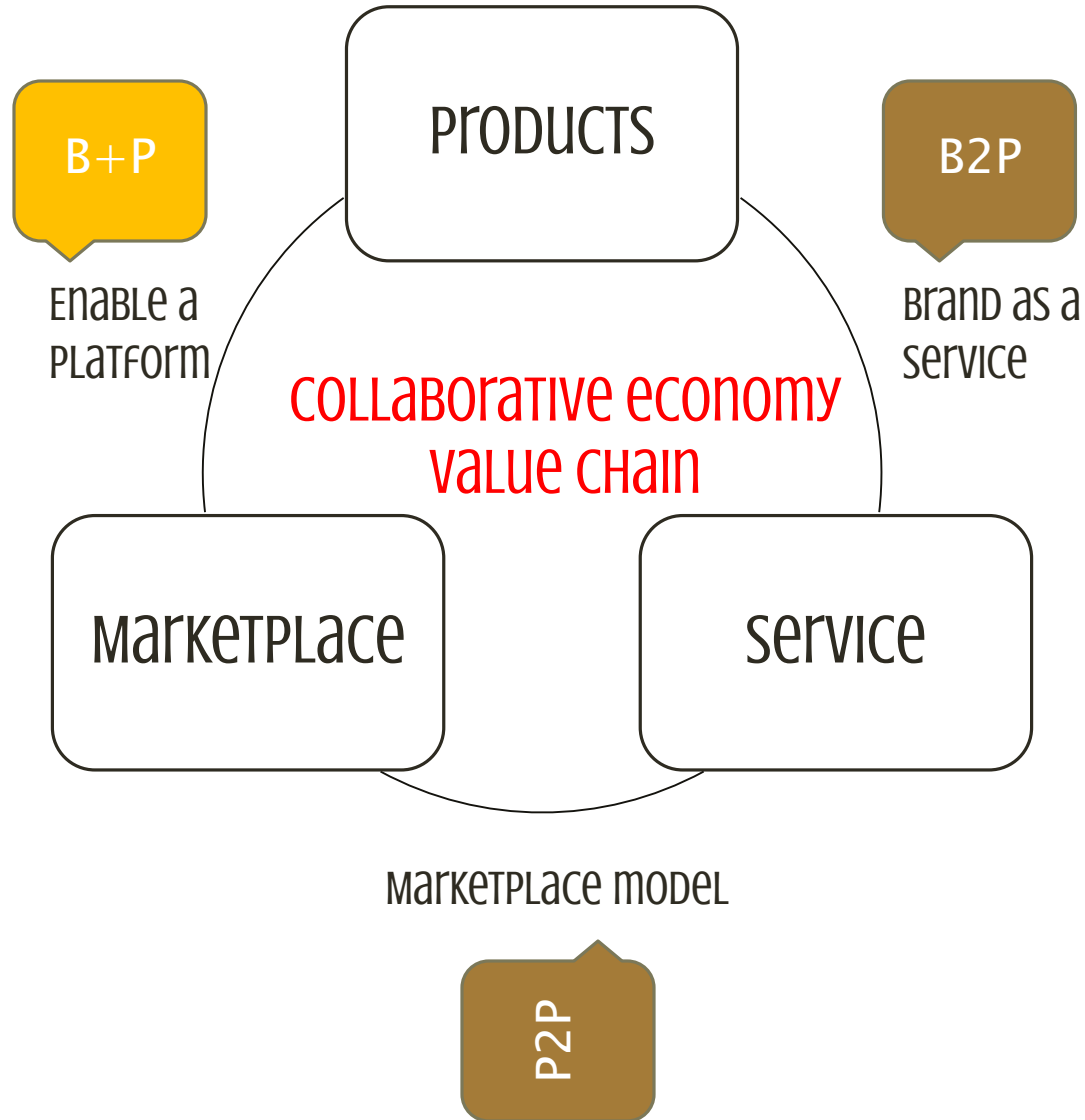 Products
B+P
B2P
Enable a
Platform
Brand as a
Service
Collaborative Economy
Value Chain
Marketplace
Service
Marketplace Model
P2P